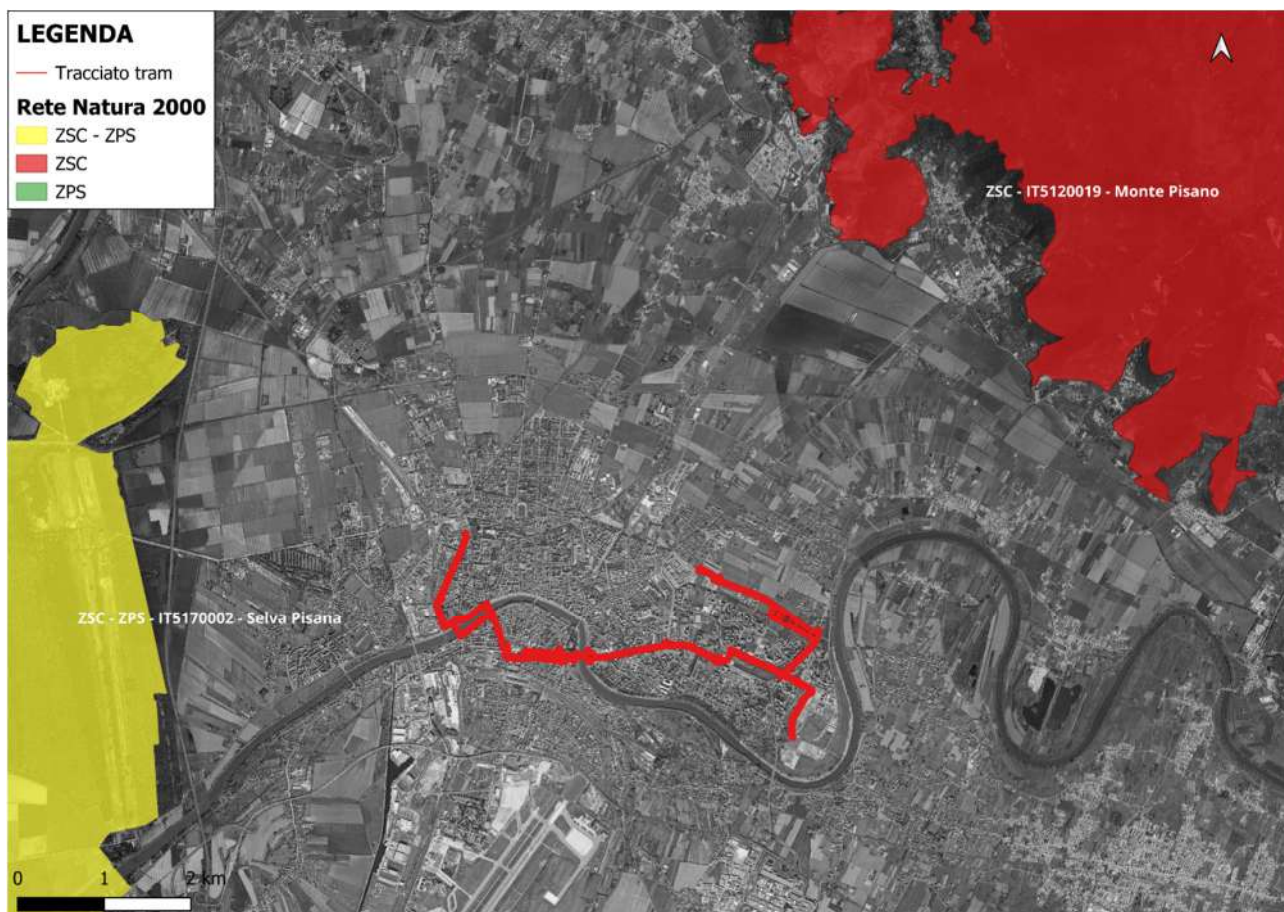 LEGENDA
Tracciato tram
Rete Natura 2000
ZSC - ZPS
ZSC
ZPS
ZSC - IT5120019 - Monte Pisano
ZSC - ZPS - IT5170002 - Selva Pisana
0 1 2 km